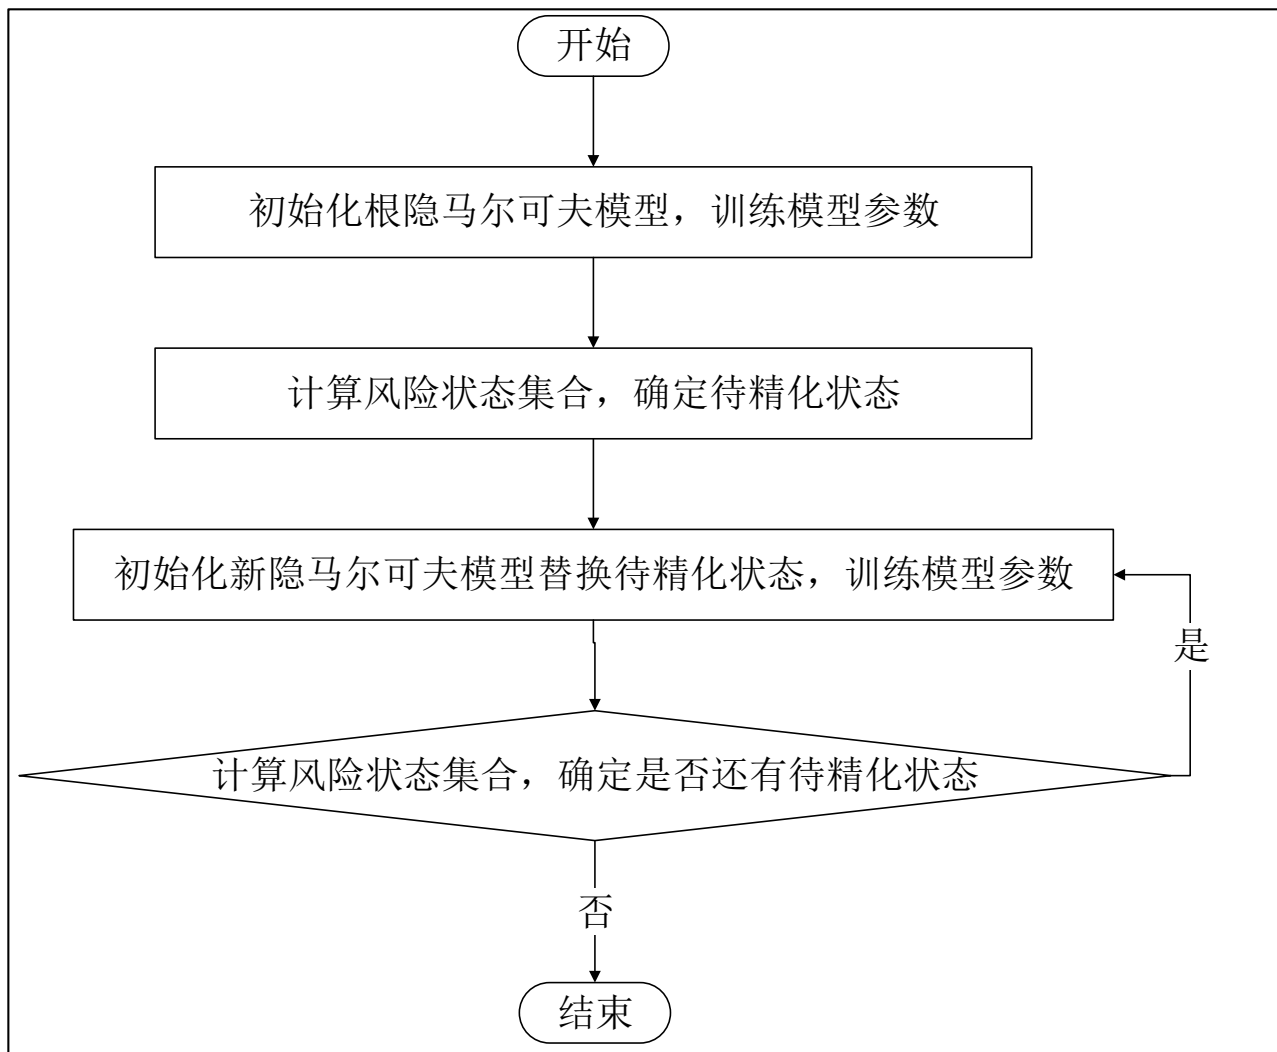 开始
初始化根隐马尔可夫模型，训练模型参数
计算风险状态集合，确定待精化状态
初始化新隐马尔可夫模型替换待精化状态，训练模型参数
是
计算风险状态集合，确定是否还有待精化状态
否
结束